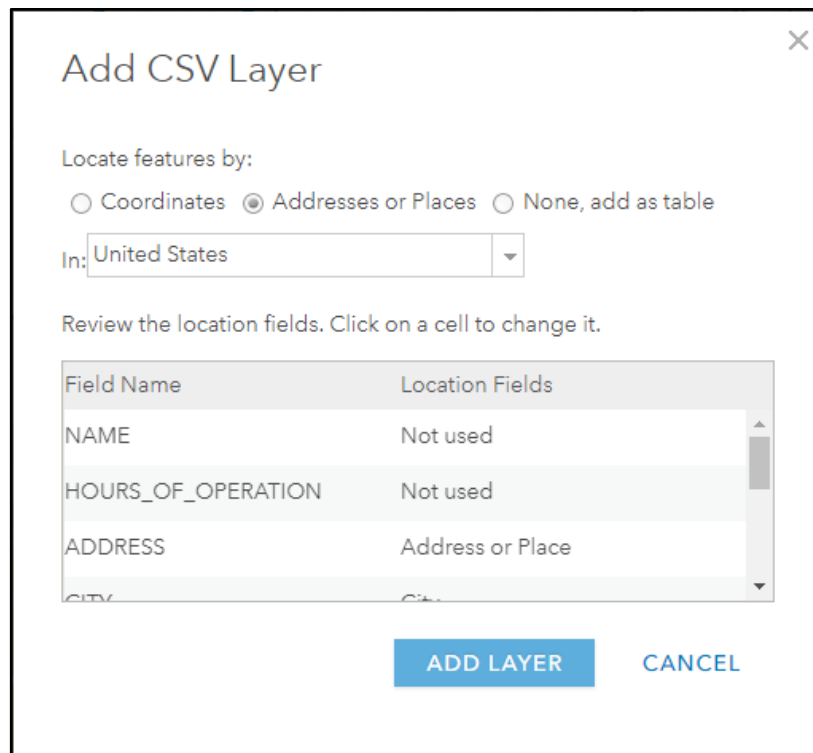 Add CSV Layer
Locate features by:
Coordinates Addresses or Places None, add as table
In: United States
Review the location fields. Click on a cell to change it.
Field Name Location Fields
NAME Not used
HOURS_OF_OPERATION Not used
ADDRESS Address or Place
CITY City
ADD LAYER CANCEL